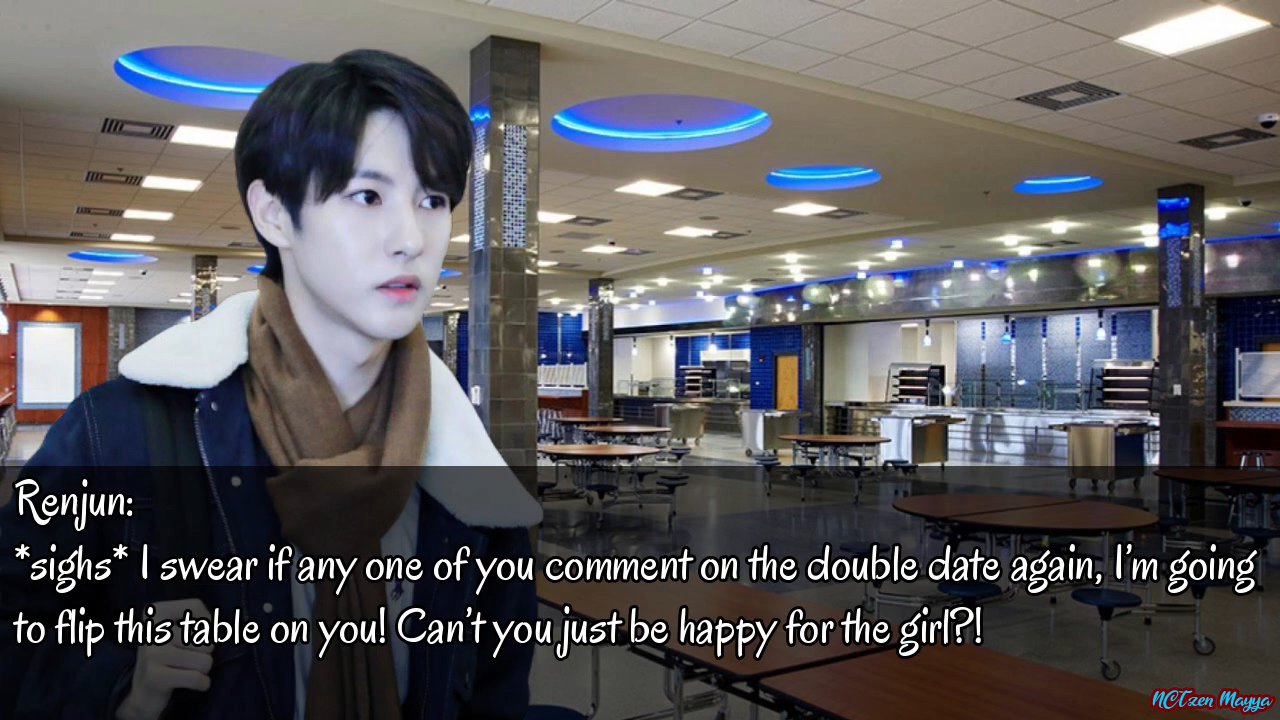 Renjun:
*sighs* I swear if any one of you comment on the double date again, I'm going
to flip this table on you! Can't you just be happy for the girl?!
NCTzen Mayya